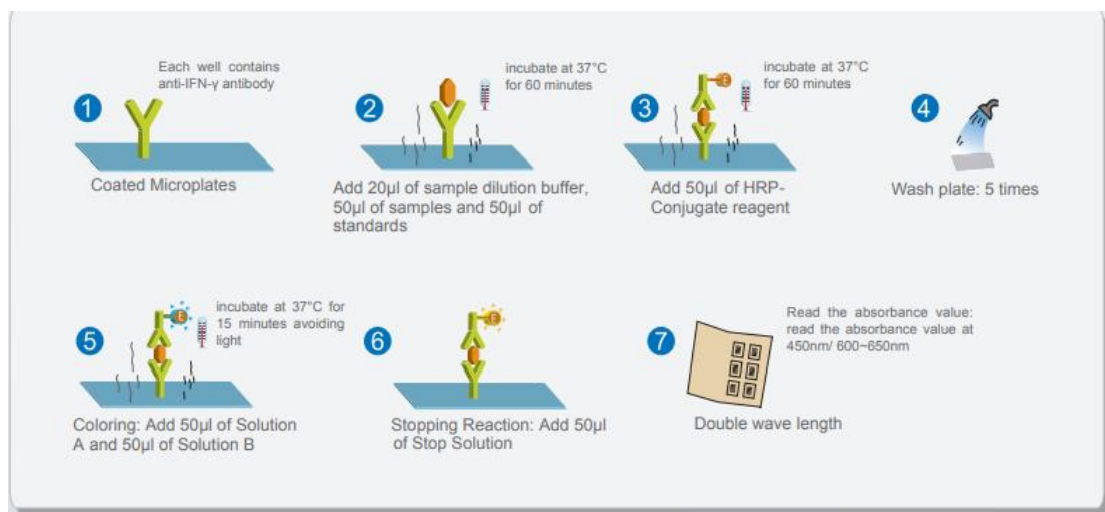 1
Each well contains
anti-IFN-γ antibody
Coated Microplates
2
incubate at 37°C
for 60 minutes
Add 20μl of sample dilution buffer,
50μl of samples and 50μl of
standards
3
incubate at 37°C
for 60 minutes
E
Add 50μl of HRP-
Conjugate reagent
4
Wash plate: 5 times
5
E
incubate at 37°C for
15 minutes avoiding
light
Coloring: Add 50μl of Solution
A and 50μl of Solution B
6
E
Stopping Reaction: Add 50μl
of Stop Solution
7
Read the absorbance value:
read the absorbance value at
450nm/ 600~650nm
Double wave length